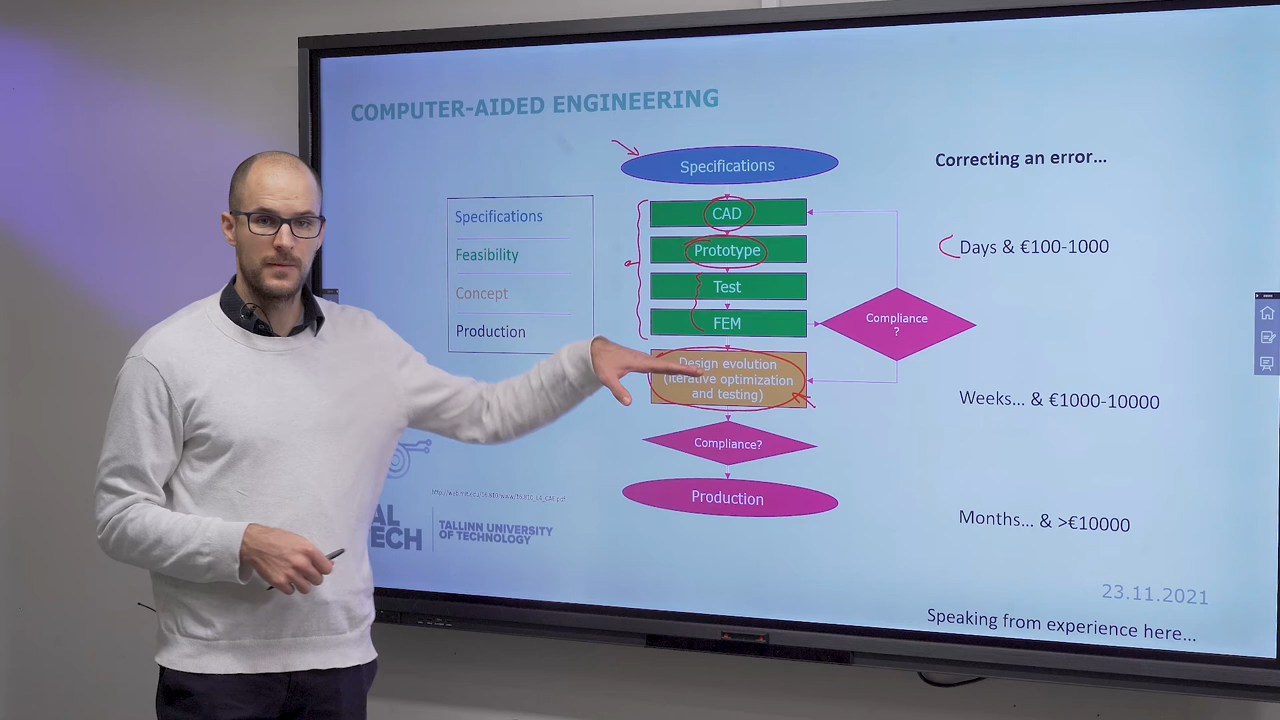 COMPUTER-AIDED ENGINEERING
Specifications
Feasibility
Concept
Production
Specifications
CAD
Prototype
Test
FEM
Compliance
?
Design evolution
(iterative optimization
and testing)
Compliance?
Production
Correcting an error...
Days & €100-1000
Weeks... & €1000-10000
Months... & >€10000
TALLINN UNIVERSITY
OF TECHNOLOGY
23.11.2021
Speaking from experience here...